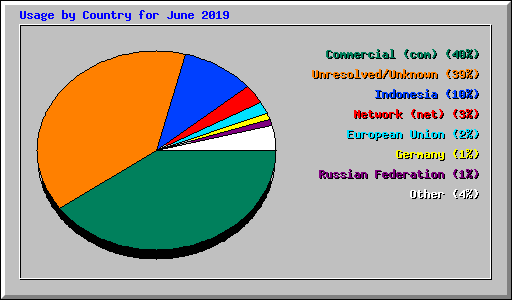 Usage by Country for June 2019
Commercial (com) (40%)
Unresolved/Unknown (39%)
Indonesia (10%)
Network (net) (3%)
European Union (2%)
Germany (1%)
Russian Federation (1%)
Other (4%)